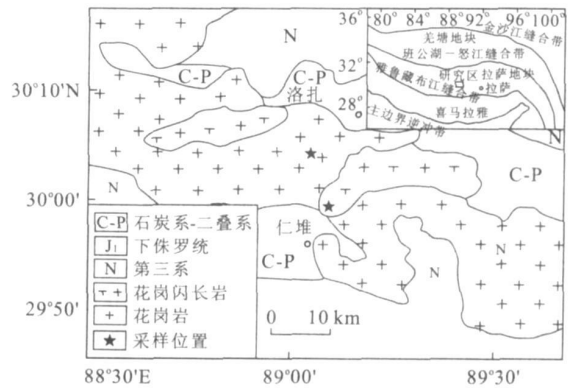 36°
80° 84° 88°92° 96°100°
金沙江缝合带
羌塘地块
班公湖—怒江缝合带
32°
雅鲁藏布江缝合带
研究区拉萨地块
拉萨
28°
喜马拉雅
主边界逆冲带
N
N
C-P
C-P
30°10′N
洛扎
C-P
N
30°00′
仁堆
C-P
N
N
C-P 石炭系-二叠系
J₁ 下侏罗统
N 第三系
花岗闪长岩
花岗岩
采样位置
29°50′
0 10 km
88°30′E 89°00′ 89°30′